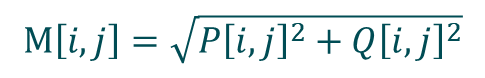 M[i,j] = √P[i,j]² + Q[i,j]²